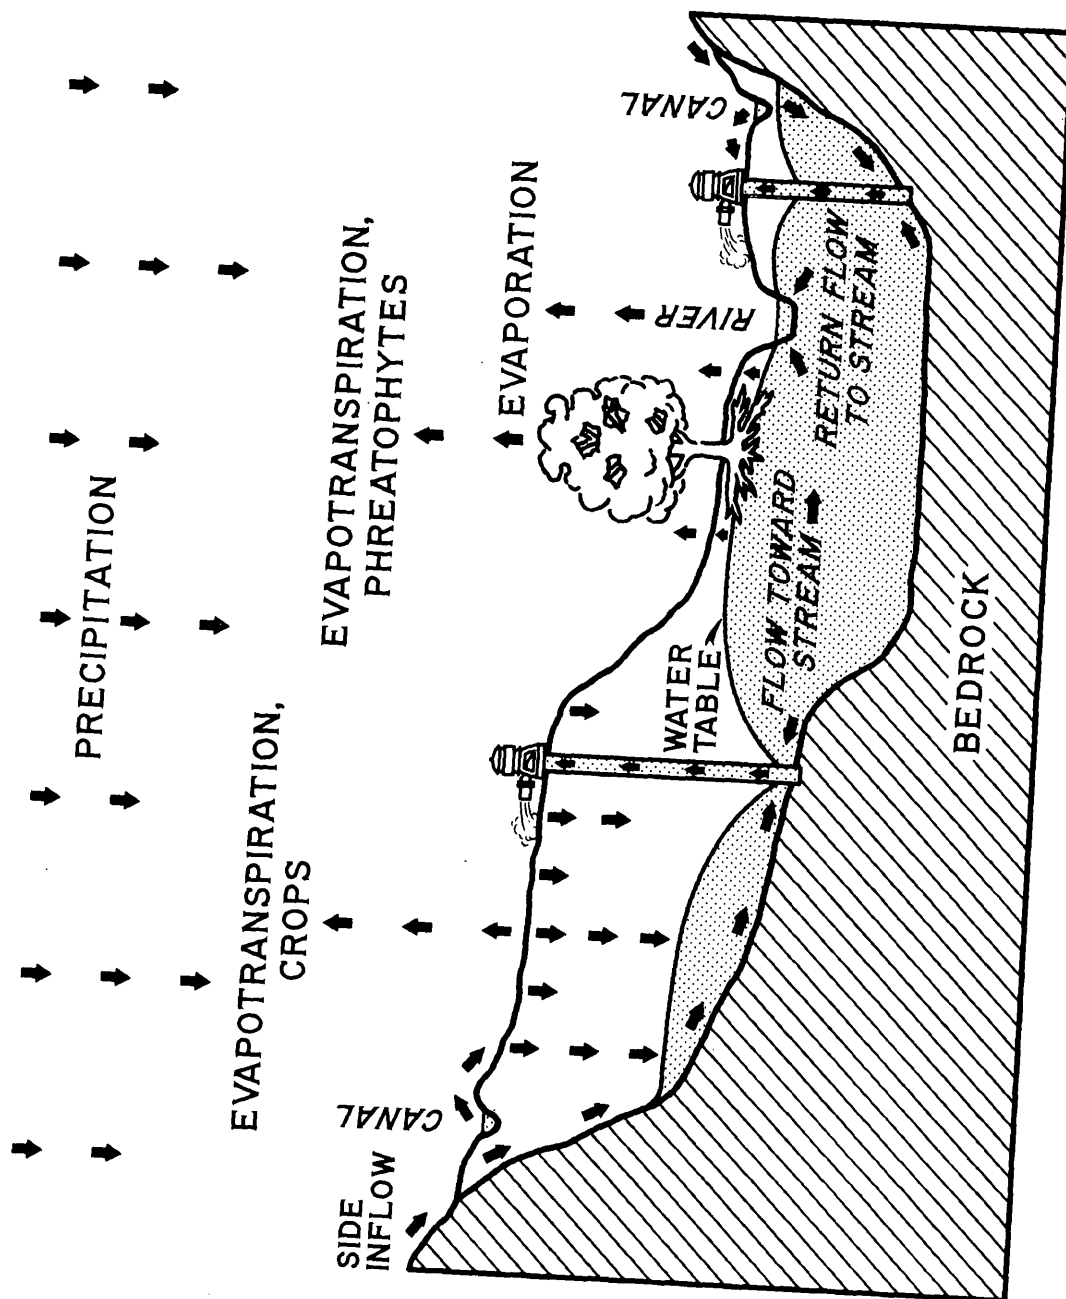 PRECIPITATION
EVAPOTRANSPIRATION,
CROPS
EVAPOTRANSPIRATION,
PHREATOPHYTES
EVAPORATION
SIDE
INFLOW
CANAL
RIVER
CANAL
WATER
TABLE
FLOW TOWARD
STREAM
RETURN FLOW
TO STREAM
BEDROCK